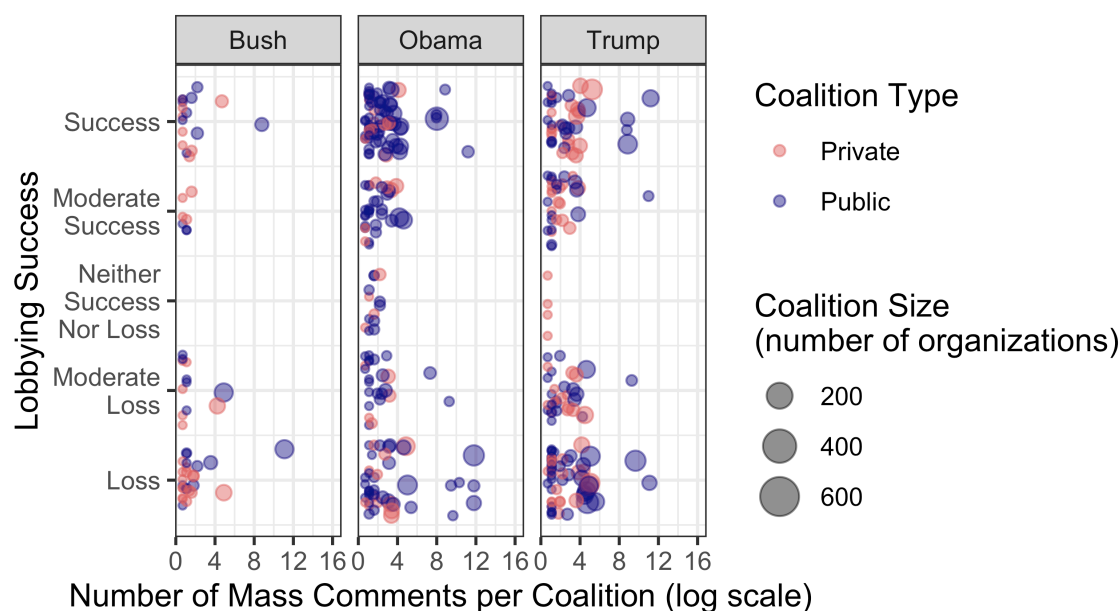 Bush
Obama
Trump
Lobbying Success
Success
Moderate
Success
Neither
Success
Nor Loss
Moderate
Loss
Loss
0 4 8 12 16
0 4 8 12 16
0 4 8 12 16
Number of Mass Comments per Coalition (log scale)
Coalition Type
Private
Public
Coalition Size
(number of organizations)
200
400
600